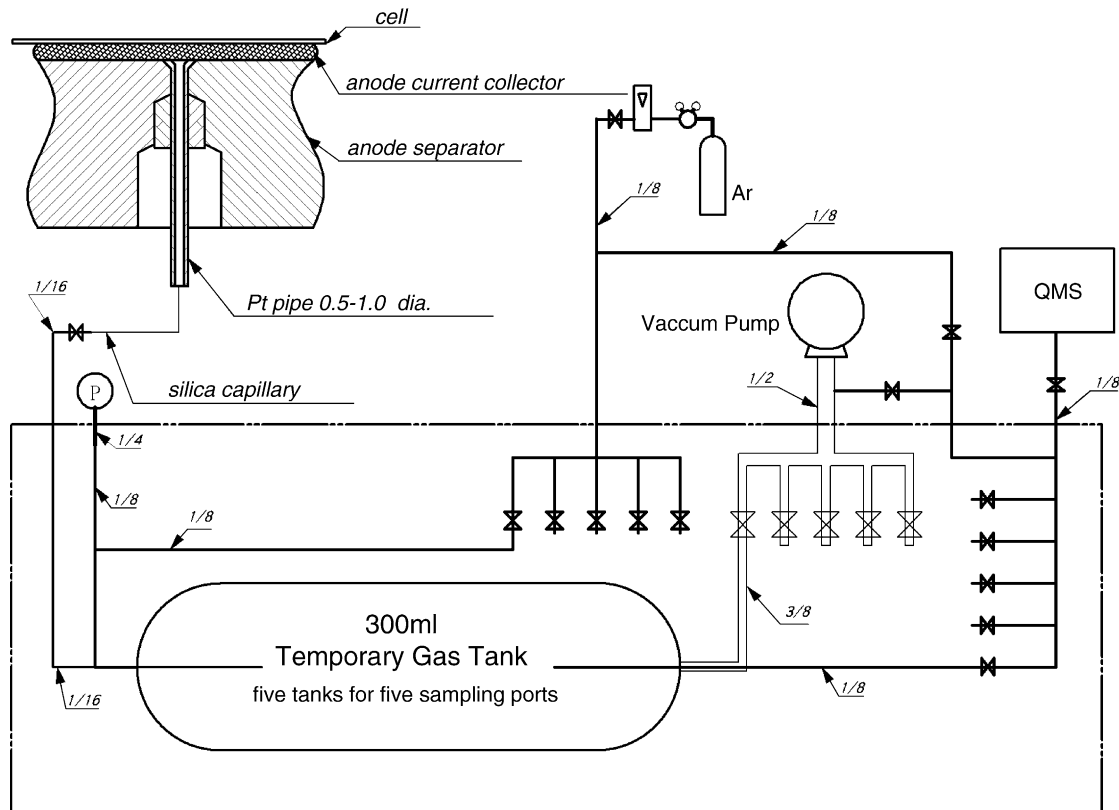 cell
anode current collector
anode separator
Ar
1/8
1/8
1/16
Pt pipe 0.5-1.0 dia.
QMS
Vaccum Pump
silica capillary
P
1/2
1/8
1/4
1/8
1/8
300ml
Temporary Gas Tank
five tanks for five sampling ports
3/8
1/16
1/8